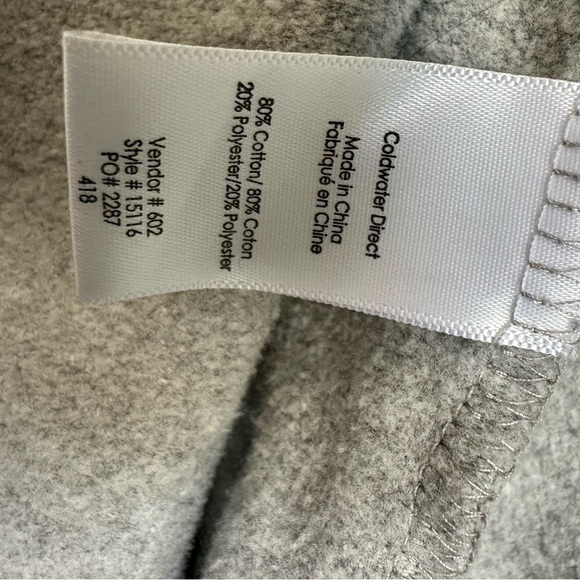 Coldwater Direct
Made in China
Fabriqué en Chine
80% Cotton/ 80% Coton
20% Polyester/20% Polyester
Vendor # 602
Style # 15116
PO# 2287
418